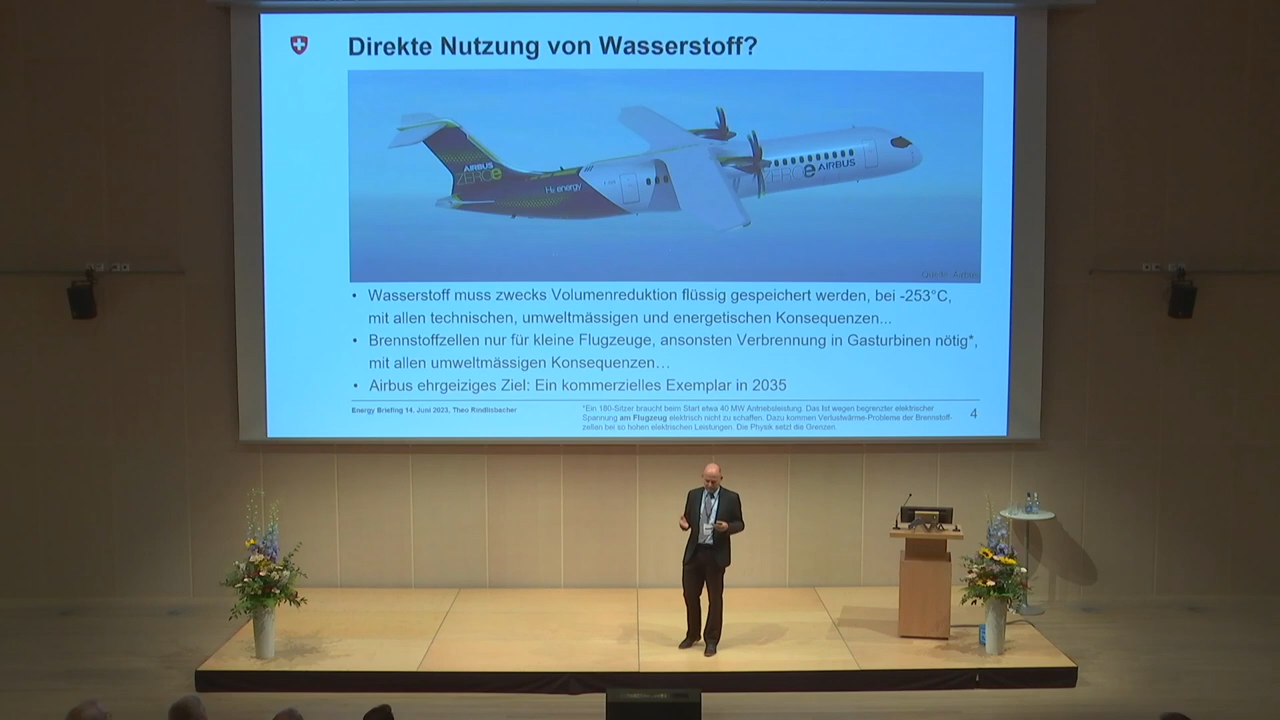 Direkte Nutzung von Wasserstoff?
AIRBUS
ZEROe
H₂ energy
ZEROe AIRBUS
Quelle: Airbus
• Wasserstoff muss zwecks Volumenreduktion flüssig gespeichert werden, bei -253°C,
mit allen technischen, umweltmässigen und energetischen Konsequenzen...
• Brennstoffzellen nur für kleine Flugzeuge, ansonsten Verbrennung in Gasturbinen nötig*,
mit allen umweltmässigen Konsequenzen…
• Airbus ehrgeiziges Ziel: Ein kommerzielles Exemplar in 2035
Energy Briefing 14. Juni 2023, Theo Rindlisbacher
*Ein 180-Sitzer braucht beim Start etwa 40 MW Antriebsleistung. Das ist wegen begrenzter elektrischer
Spannung am Flugzeug elektrisch nicht zu schaffen. Dazu kommen Verlustwärme-Probleme der Brennstoff-
zellen bei so hohen elektrischen Leistungen. Die Physik setzt die Grenzen.
4